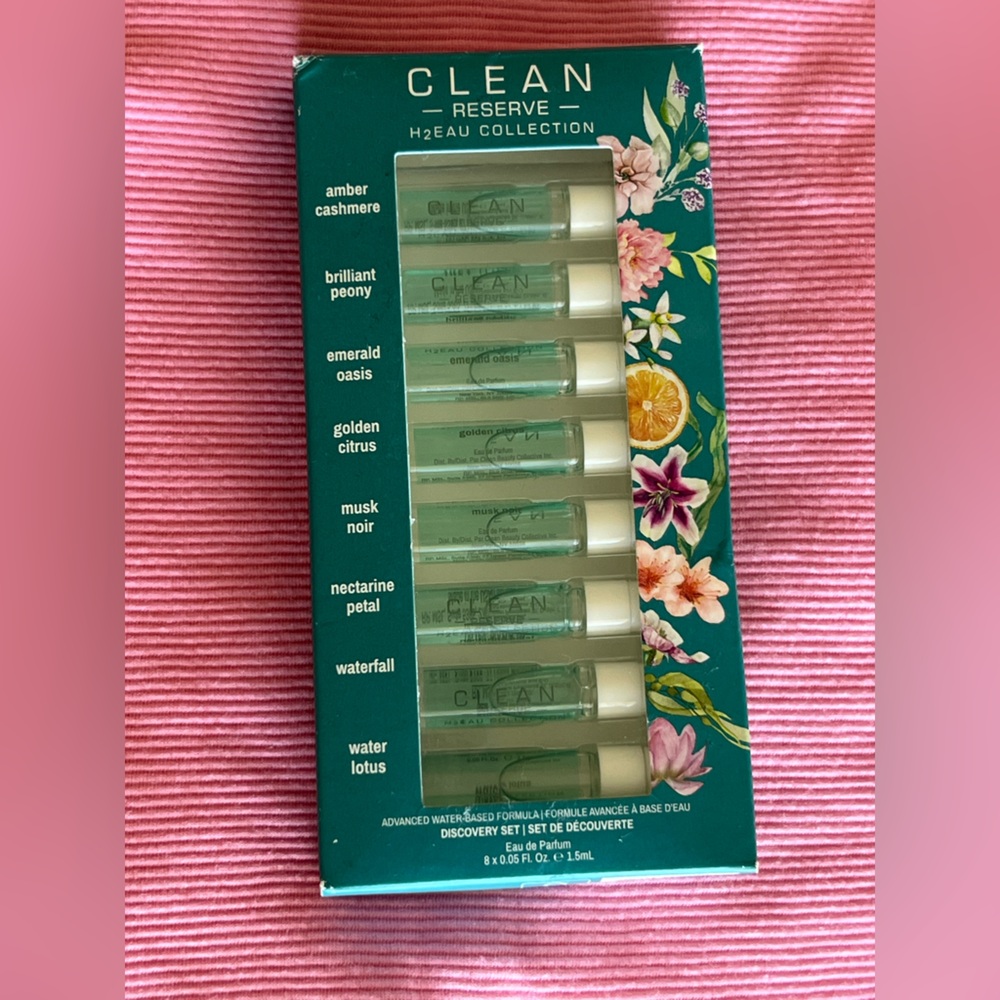 CLEAN
— RESERVE —
H2EAU COLLECTION
amber
cashmere
CLEAN
brilliant
peony
CLEAN
emerald
oasis
emerald oasis
golden
citrus
golden citrus
Eau de Parfum
musk
noir
musk noir
Eau de Parfum
nectarine
petal
CLEAN
waterfall
CLEAN
water
lotus
ADVANCED WATER-BASED FORMULA | FORMULE AVANCÉE À BASE D'EAU
DISCOVERY SET | SET DE DÉCOUVERTE
Eau de Parfum
8 x 0.05 Fl. Oz. ℮ 1.5mL